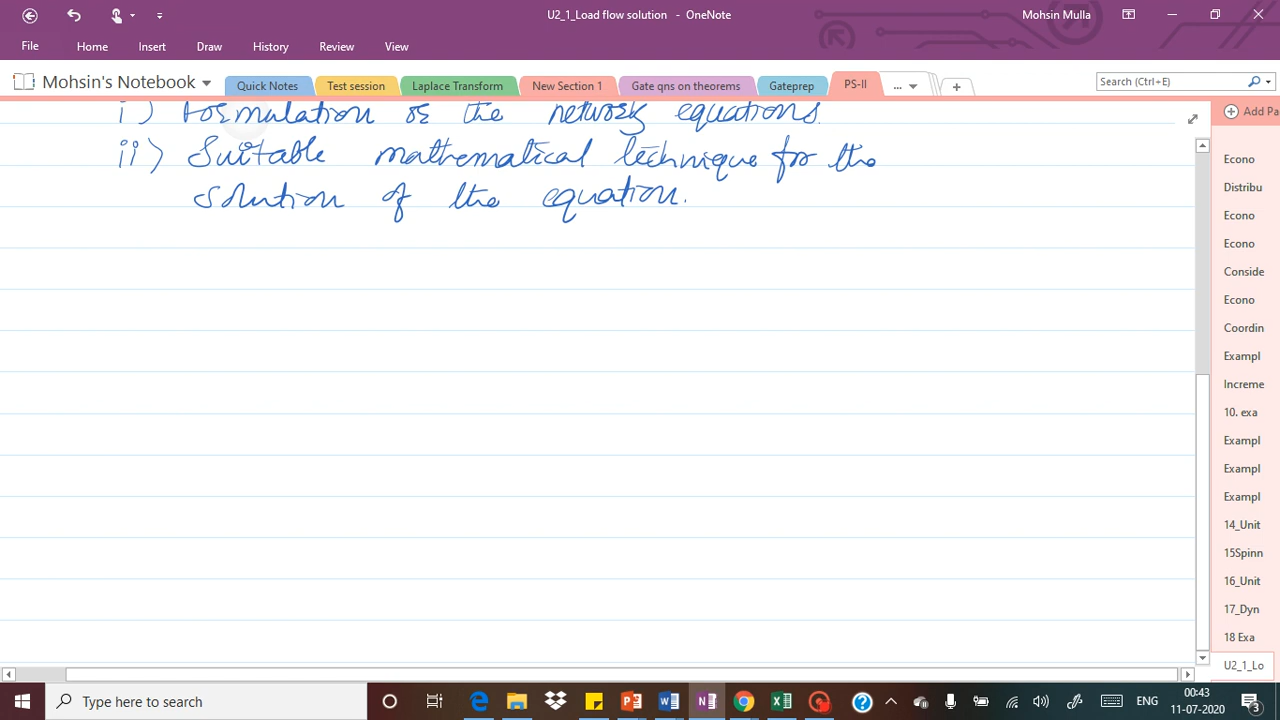 U2_1_Load flow solution - OneNote
Mohsin Mulla
File Home Insert Draw History Review View
Mohsin's Notebook
Quick Notes
Test session
Laplace Transform
New Section 1
Gate qns on theorems
Gateprep
PS-II
...
+
Search (Ctrl+E)
Add Pa
i) Formulation of the network equations.
ii) Suitable mathematical technique for the
solution of the equation.
Econo
Distribu
Econo
Econo
Conside
Econo
Coordin
Exampl
Increme
10. exa
Exampl
Exampl
Exampl
14_Unit
15Spinn
16_Unit
17_Dyn
18 Exa
U2_1_Lo
Type here to search
ENG
00:43
11-07-2020
3